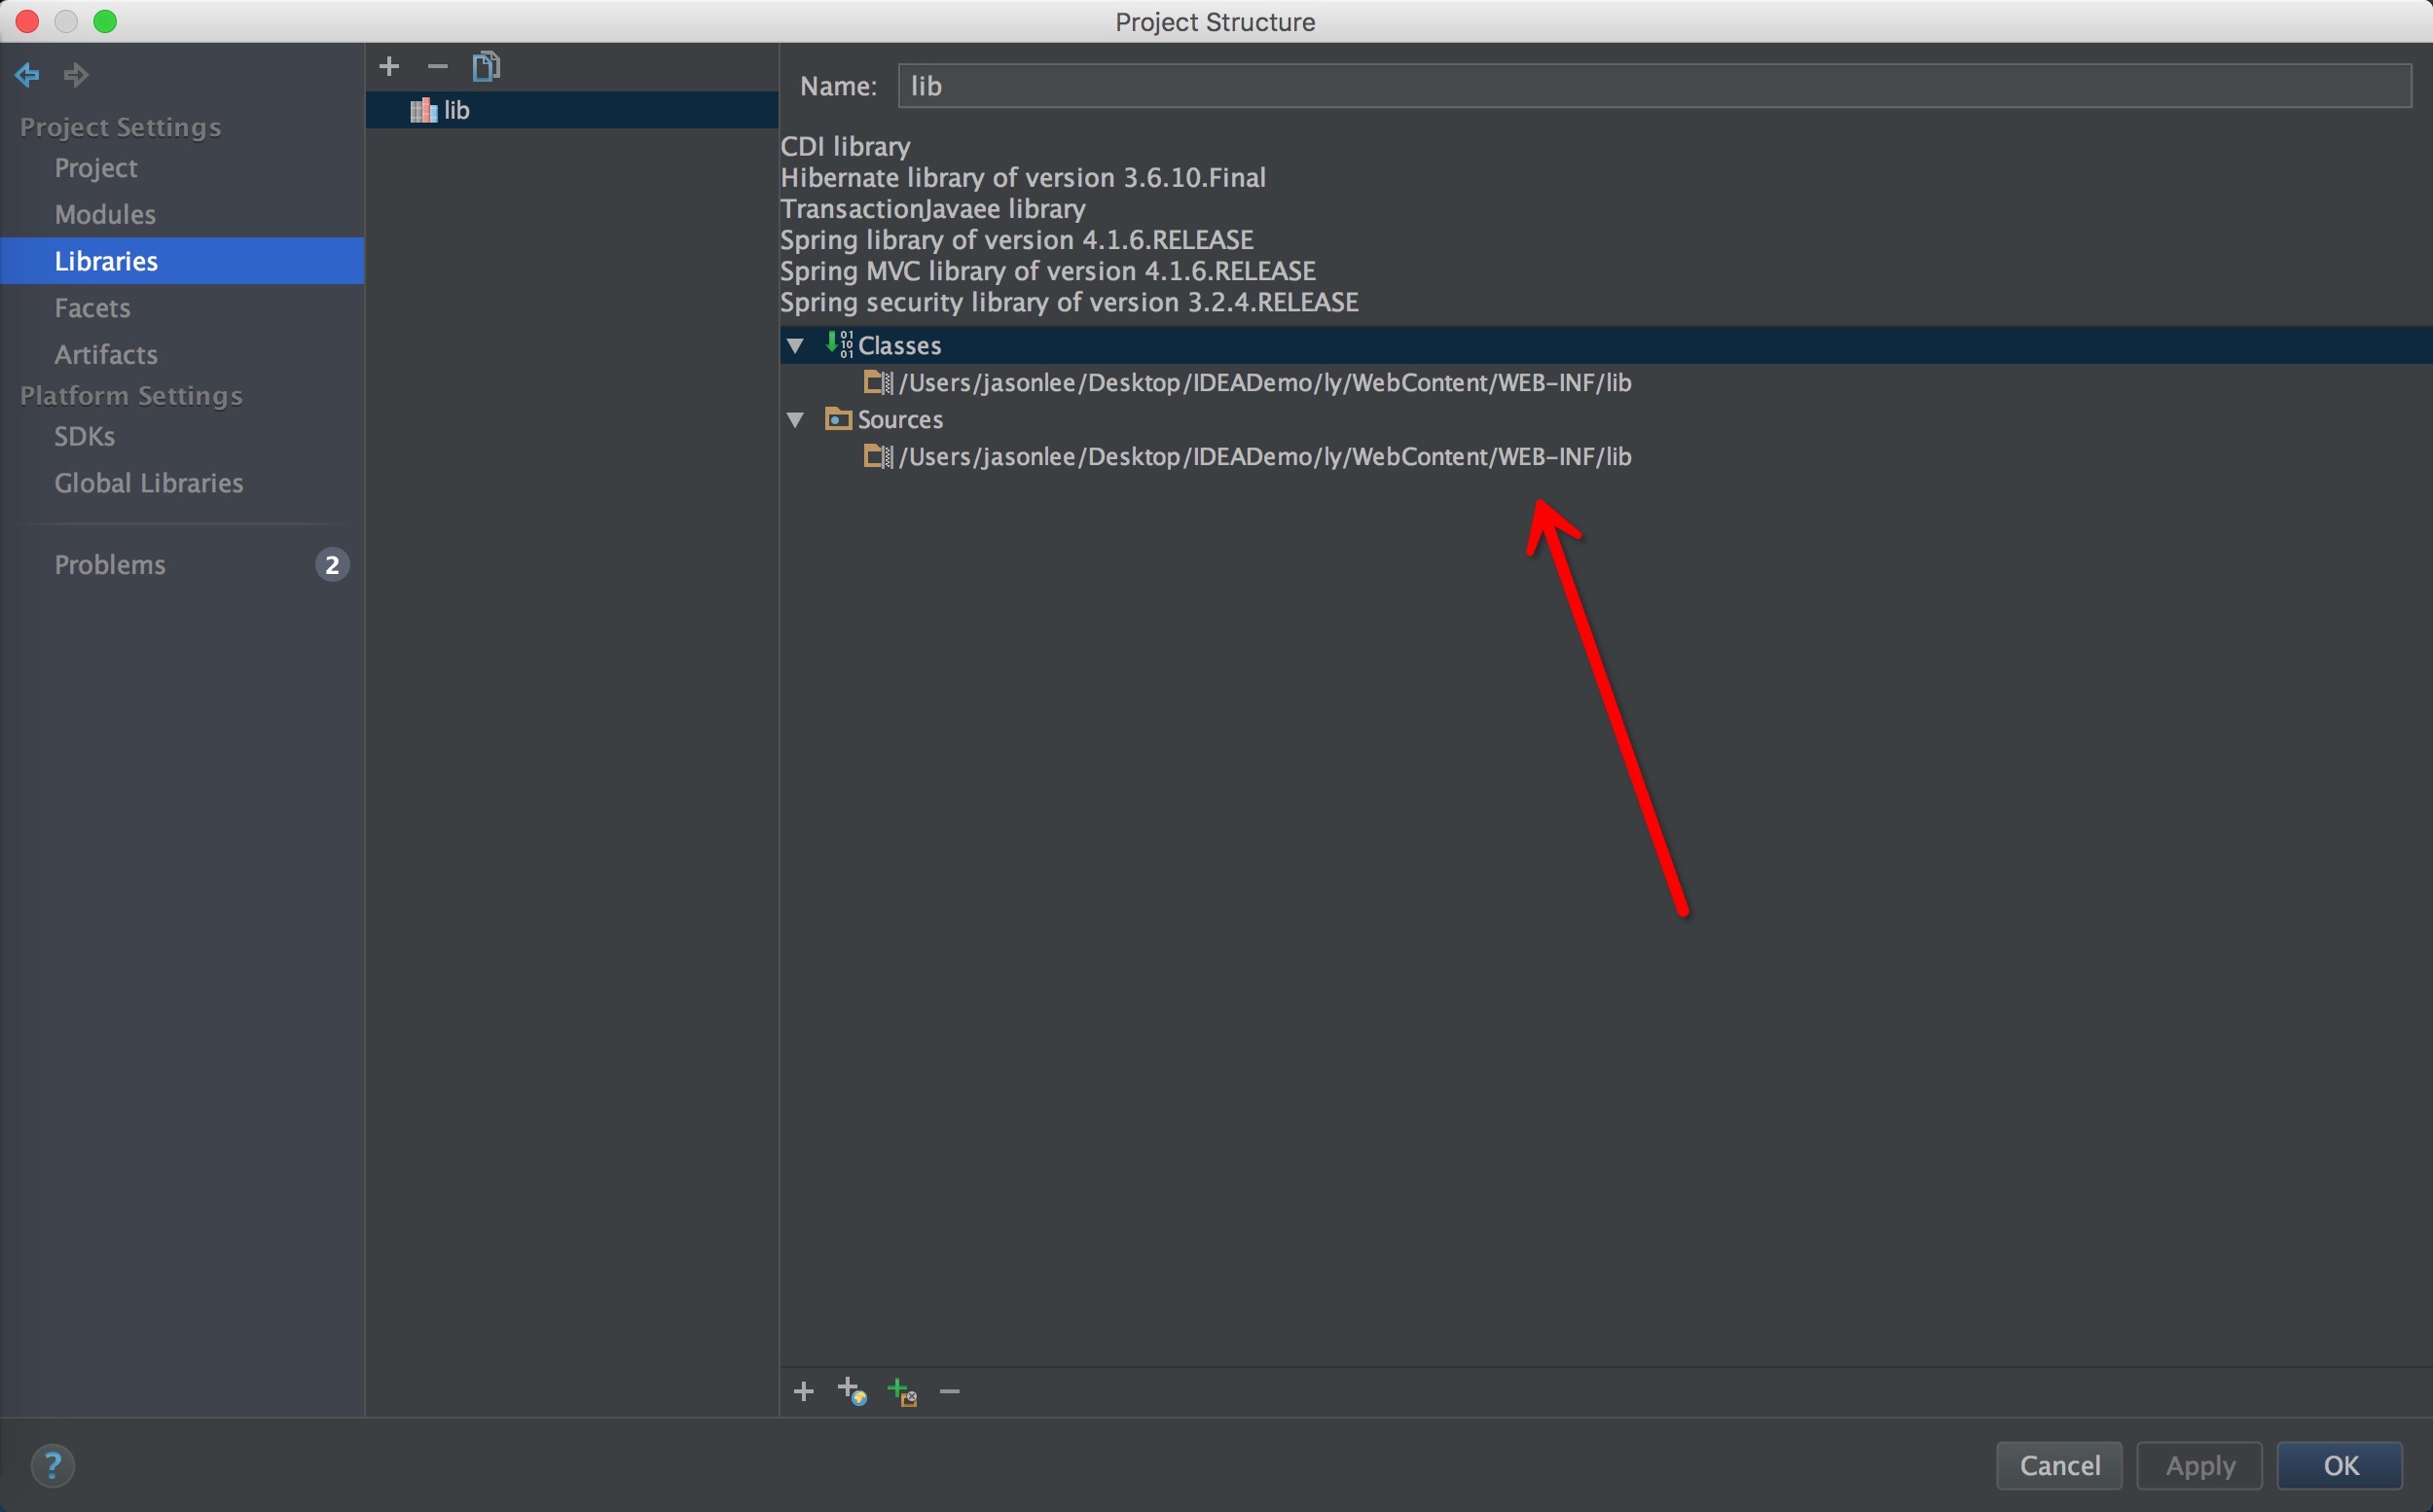 Project Structure
Project Settings
Project
Modules
Libraries
Facets
Artifacts
Platform Settings
SDKs
Global Libraries
Problems 2
lib
Name: lib
CDI library
Hibernate library of version 3.6.10.Final
TransactionJavaee library
Spring library of version 4.1.6.RELEASE
Spring MVC library of version 4.1.6.RELEASE
Spring security library of version 3.2.4.RELEASE
Classes
/Users/jasonlee/Desktop/IDEADemo/ly/WebContent/WEB-INF/lib
Sources
/Users/jasonlee/Desktop/IDEADemo/ly/WebContent/WEB-INF/lib
? Cancel Apply OK